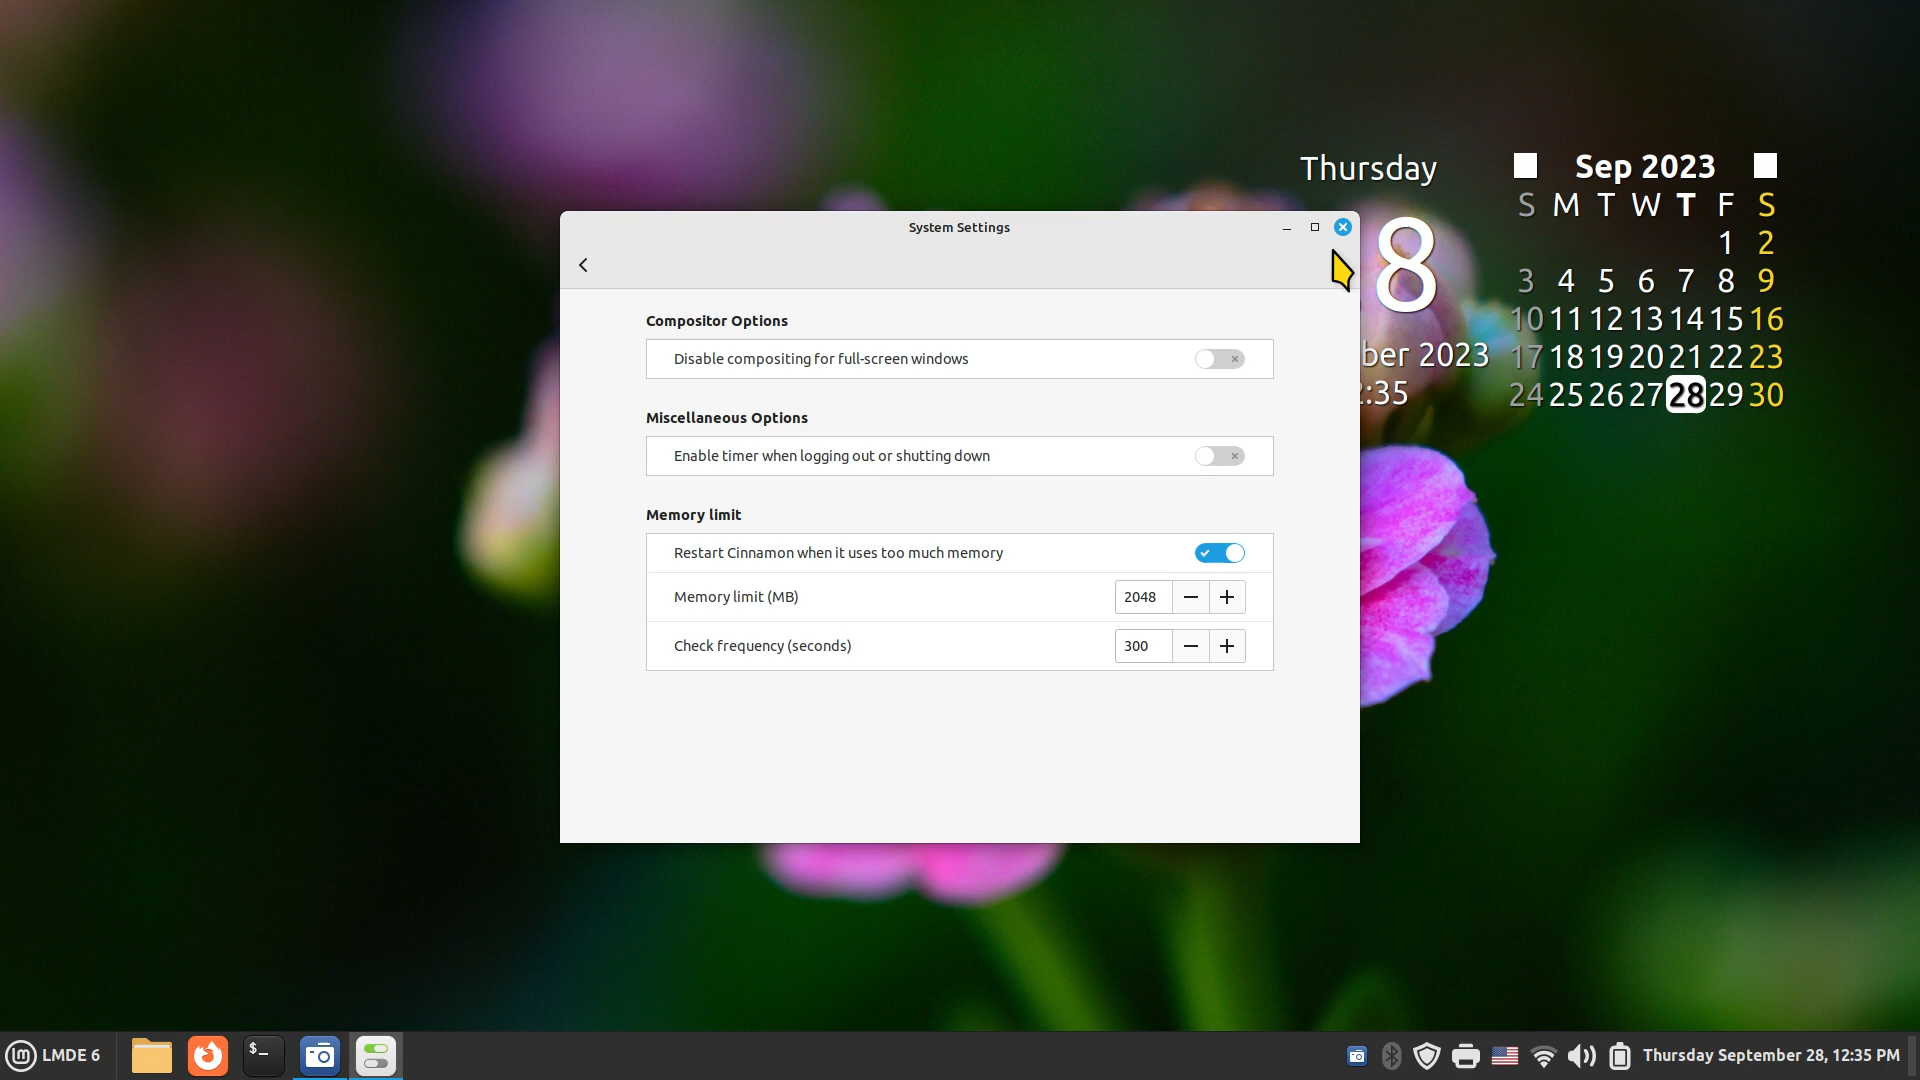 System Settings
Compositor Options
Disable compositing for full-screen windows
Miscellaneous Options
Enable timer when logging out or shutting down
Memory limit
Restart Cinnamon when it uses too much memory
Memory limit (MB) 2048
Check frequency (seconds) 300
Thursday
8
ber 2023
:35
Sep 2023
S M T W T F S
1 2
3 4 5 6 7 8 9
10 11 12 13 14 15 16
17 18 19 20 21 22 23
24 25 26 27 28 29 30
LMDE 6
$_
Thursday September 28, 12:35 PM